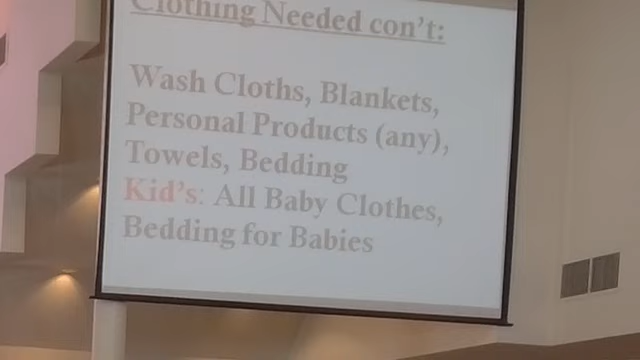 Clothing Needed con't:
Wash Cloths, Blankets,
Personal Products (any),
Towels, Bedding
Kid's: All Baby Clothes,
Bedding for Babies